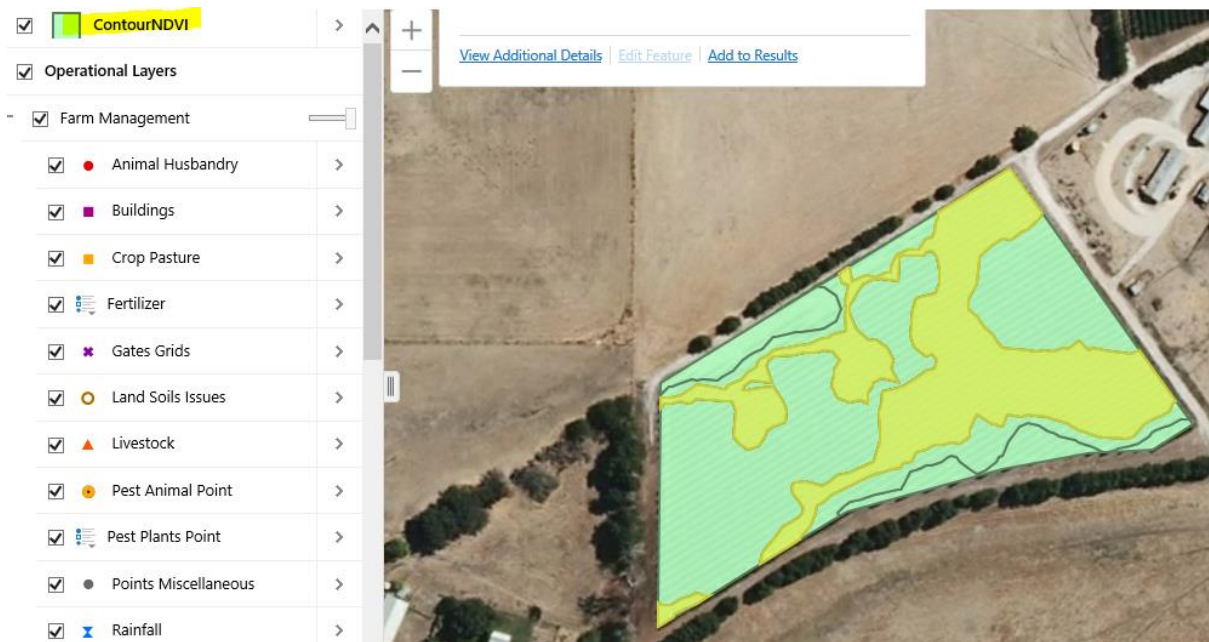 ContourNDVI
Operational Layers
Farm Management
Animal Husbandry
Buildings
Crop Pasture
Fertilizer
Gates Grids
Land Soils Issues
Livestock
Pest Animal Point
Pest Plants Point
Points Miscellaneous
Rainfall
View Additional Details | Edit Feature | Add to Results